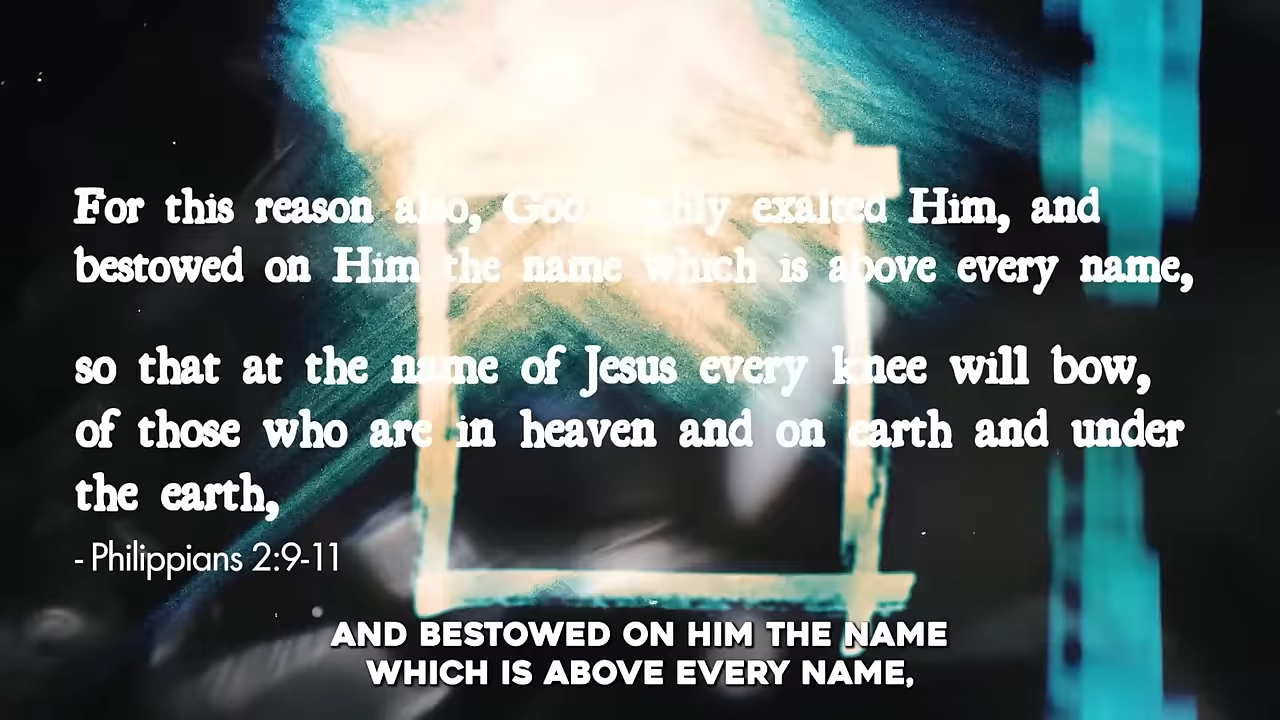 For this reason also, God highly exalted Him, and
bestowed on Him the name which is above every name,
so that at the name of Jesus every knee will bow,
of those who are in heaven and on earth and under
the earth,
- Philippians 2:9-11
AND BESTOWED ON HIM THE NAME
WHICH IS ABOVE EVERY NAME,